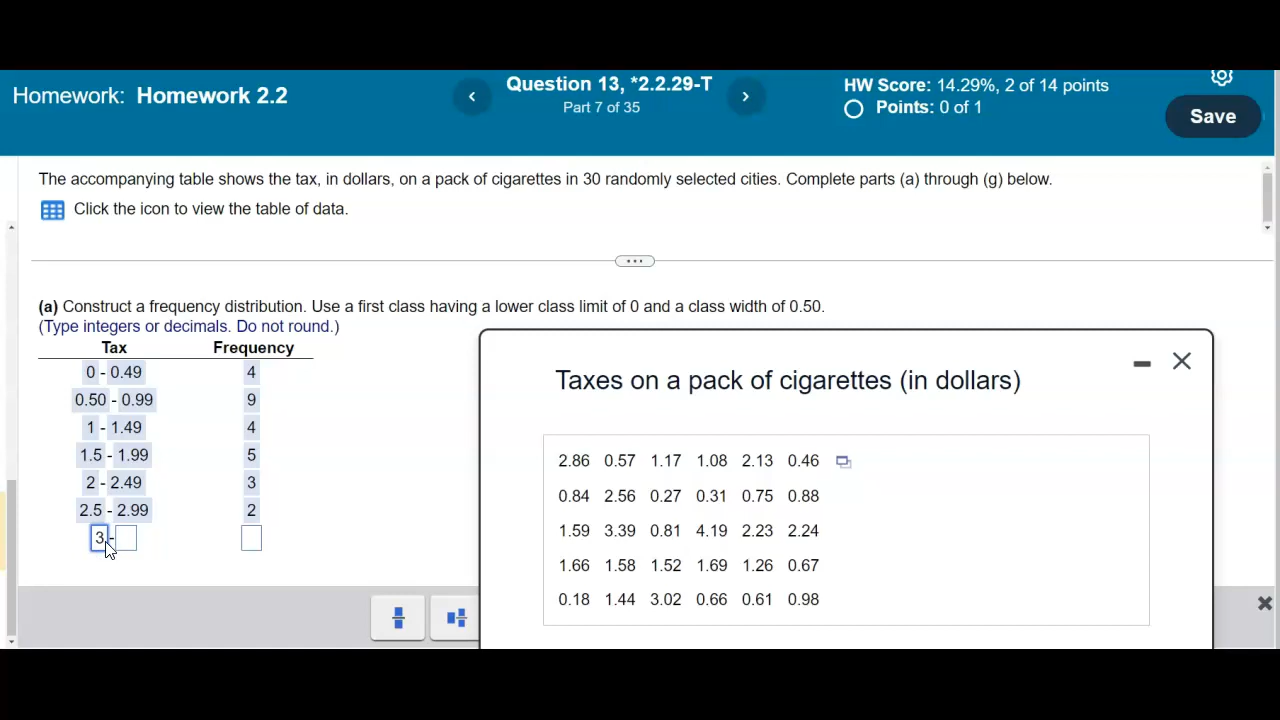 Homework: Homework 2.2
Question 13, *2.2.29-T
Part 7 of 35
HW Score: 14.29%, 2 of 14 points
Points: 0 of 1
Save
The accompanying table shows the tax, in dollars, on a pack of cigarettes in 30 randomly selected cities. Complete parts (a) through (g) below.
Click the icon to view the table of data.
(a) Construct a frequency distribution. Use a first class having a lower class limit of 0 and a class width of 0.50.
(Type integers or decimals. Do not round.)
Tax Frequency
0 - 0.49 4
0.50 - 0.99 9
1 - 1.49 4
1.5 - 1.99 5
2 - 2.49 3
2.5 - 2.99 2
3 -
Taxes on a pack of cigarettes (in dollars)
2.86 0.57 1.17 1.08 2.13 0.46
0.84 2.56 0.27 0.31 0.75 0.88
1.59 3.39 0.81 4.19 2.23 2.24
1.66 1.58 1.52 1.69 1.26 0.67
0.18 1.44 3.02 0.66 0.61 0.98